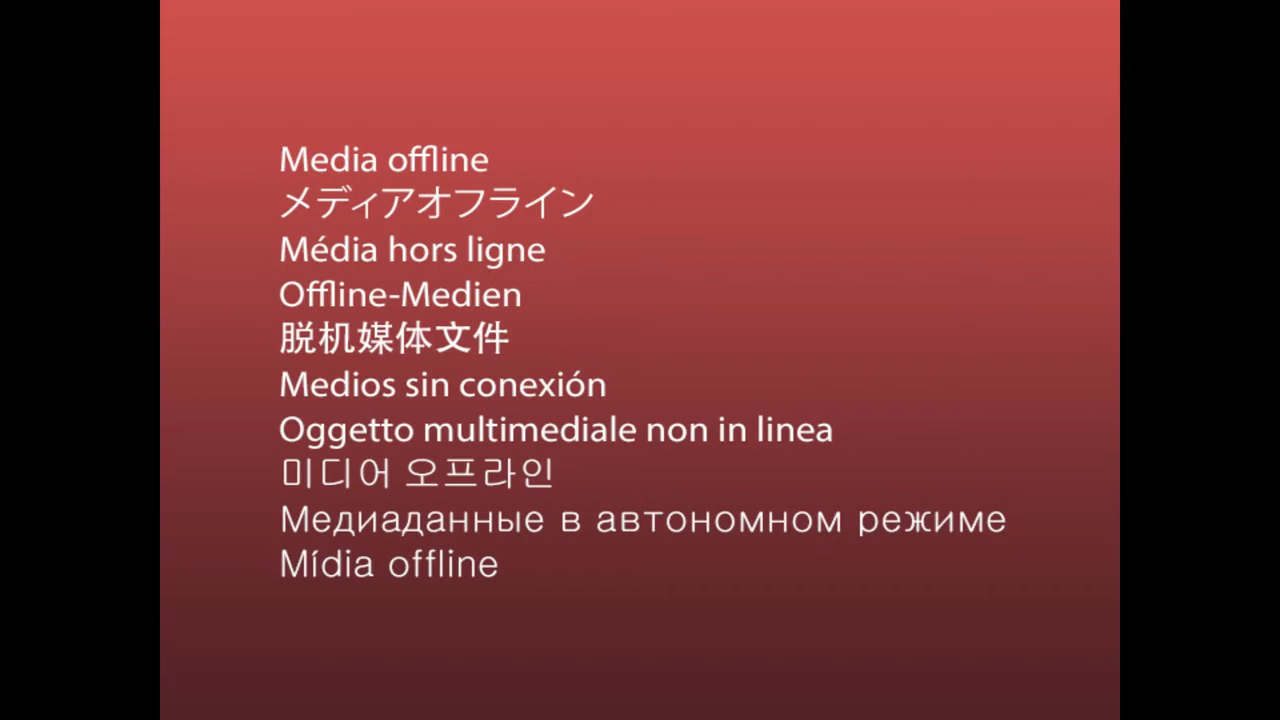 Media offline
メディアオフライン
Média hors ligne
Offline-Medien
脱机媒体文件
Medios sin conexión
Oggetto multimediale non in linea
미디어 오프라인
Медиаданные в автономном режиме
Mídia offline